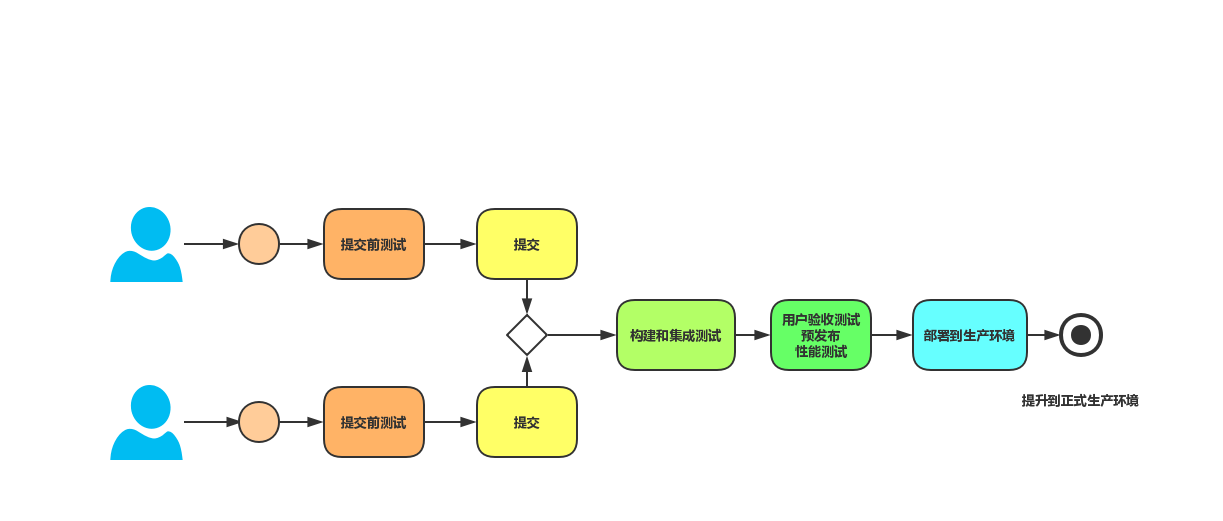 提交前测试
提交
构建和集成测试
用户验收测试
预发布
性能测试
部署到生产环境
提升到正式生产环境
提交前测试
提交